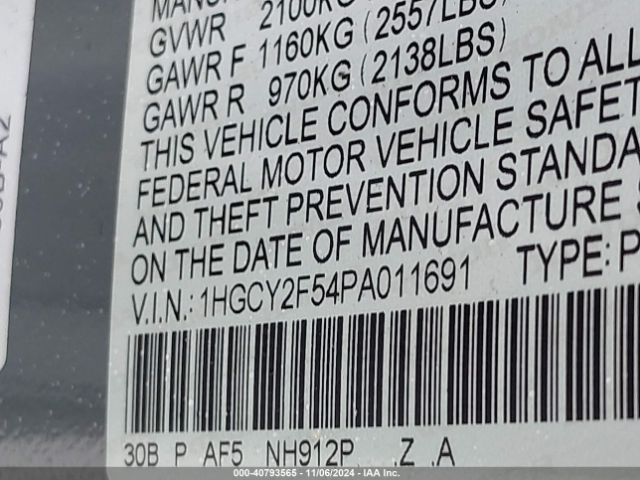 GVWR 2100KG
GAWR F 1160KG (2557LBS)
GAWR R 970KG (2138LBS)
THIS VEHICLE CONFORMS TO ALL
FEDERAL MOTOR VEHICLE SAFET
AND THEFT PREVENTION STANDA
ON THE DATE OF MANUFACTURE
V.I.N.: 1HGCY2F54PA011691 TYPE: P
30B P AF5 NH912P .Z .A
000-40793565 - 11/06/2024 - IAA Inc.